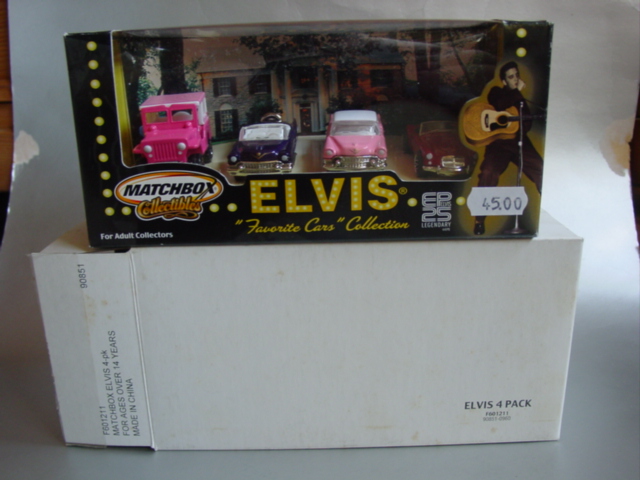 MATCHBOX
Collectibles
ELVIS®
"Favorite Cars" Collection
LEGENDARY
45.00
For Adult Collectors
90851
F801211
MATCHBOX ELVIS 4-pk
FOR AGES OVER 14 YEARS
MADE IN CHINA
ELVIS 4 PACK
F801211